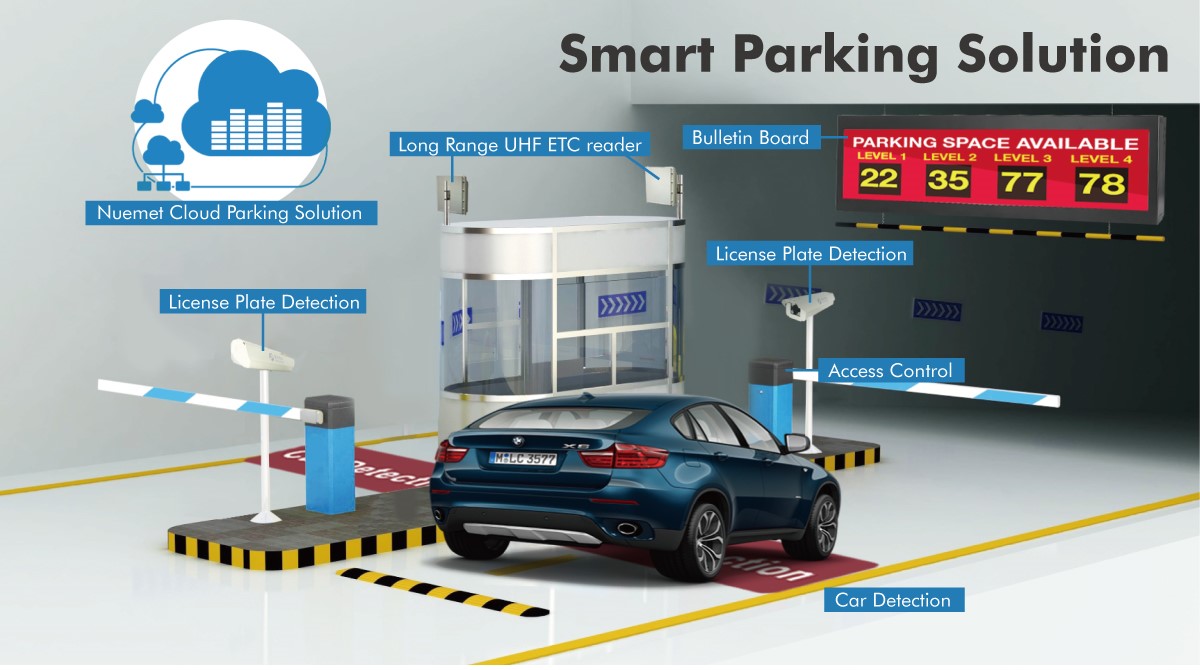 Smart Parking Solution
Long Range UHF ETC reader
Bulletin Board
PARKING SPACE AVAILABLE
LEVEL 1 LEVEL 2 LEVEL 3 LEVEL 4
22 35 77 78
Nuemet Cloud Parking Solution
License Plate Detection
License Plate Detection
Access Control
X6
M LC 3577
Detection
Car Detection